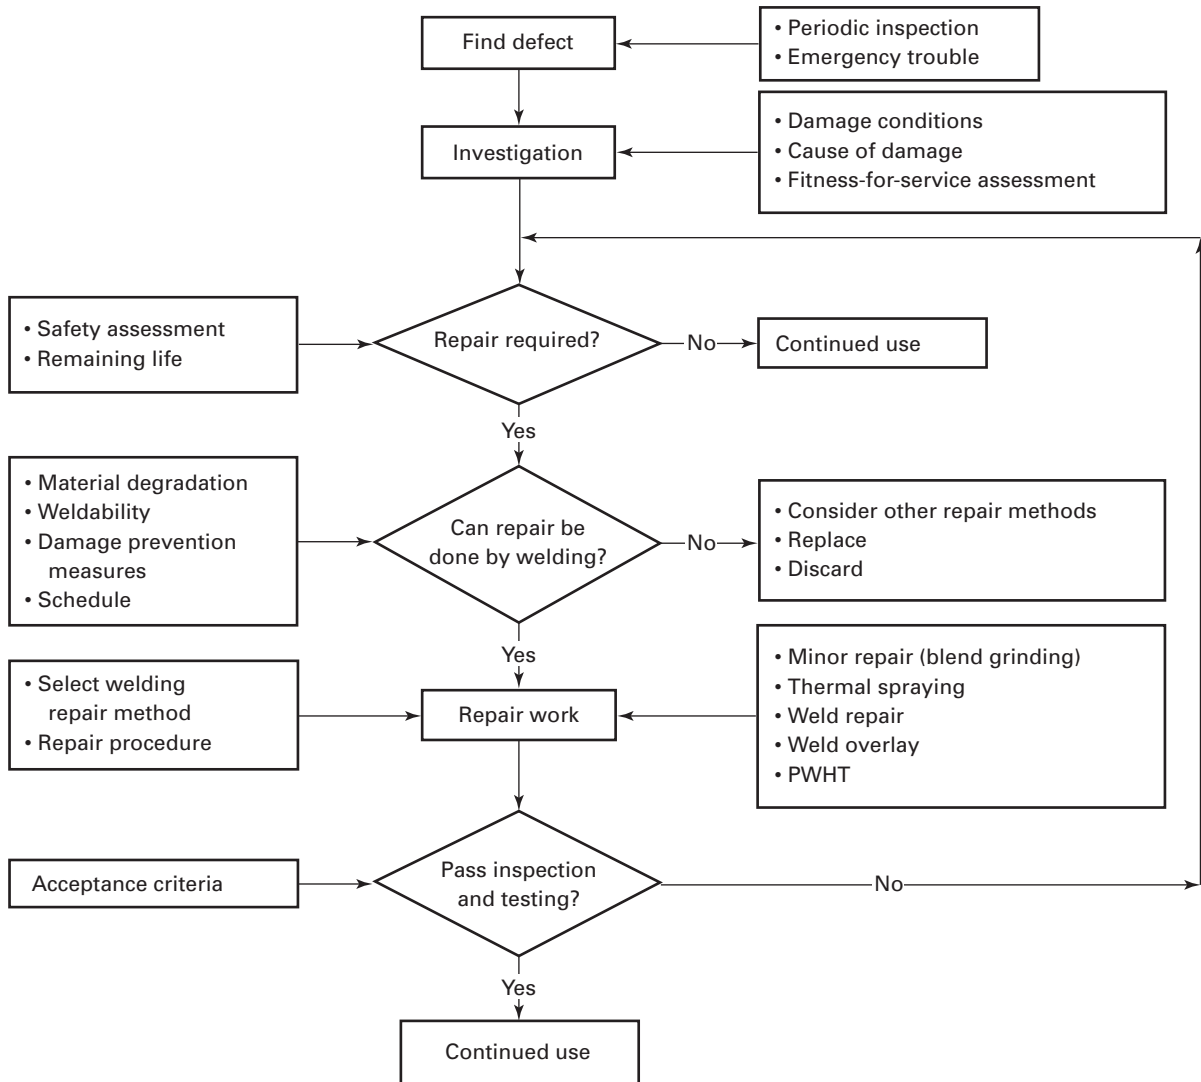 Find defect
• Periodic inspection
• Emergency trouble
Investigation
• Damage conditions
• Cause of damage
• Fitness-for-service assessment
• Safety assessment
• Remaining life
Repair required?
No
Continued use
Yes
• Material degradation
• Weldability
• Damage prevention
measures
• Schedule
Can repair be
done by welding?
No
• Consider other repair methods
• Replace
• Discard
Yes
• Select welding
repair method
• Repair procedure
Repair work
• Minor repair (blend grinding)
• Thermal spraying
• Weld repair
• Weld overlay
• PWHT
Acceptance criteria
Pass inspection
and testing?
No
Yes
Continued use